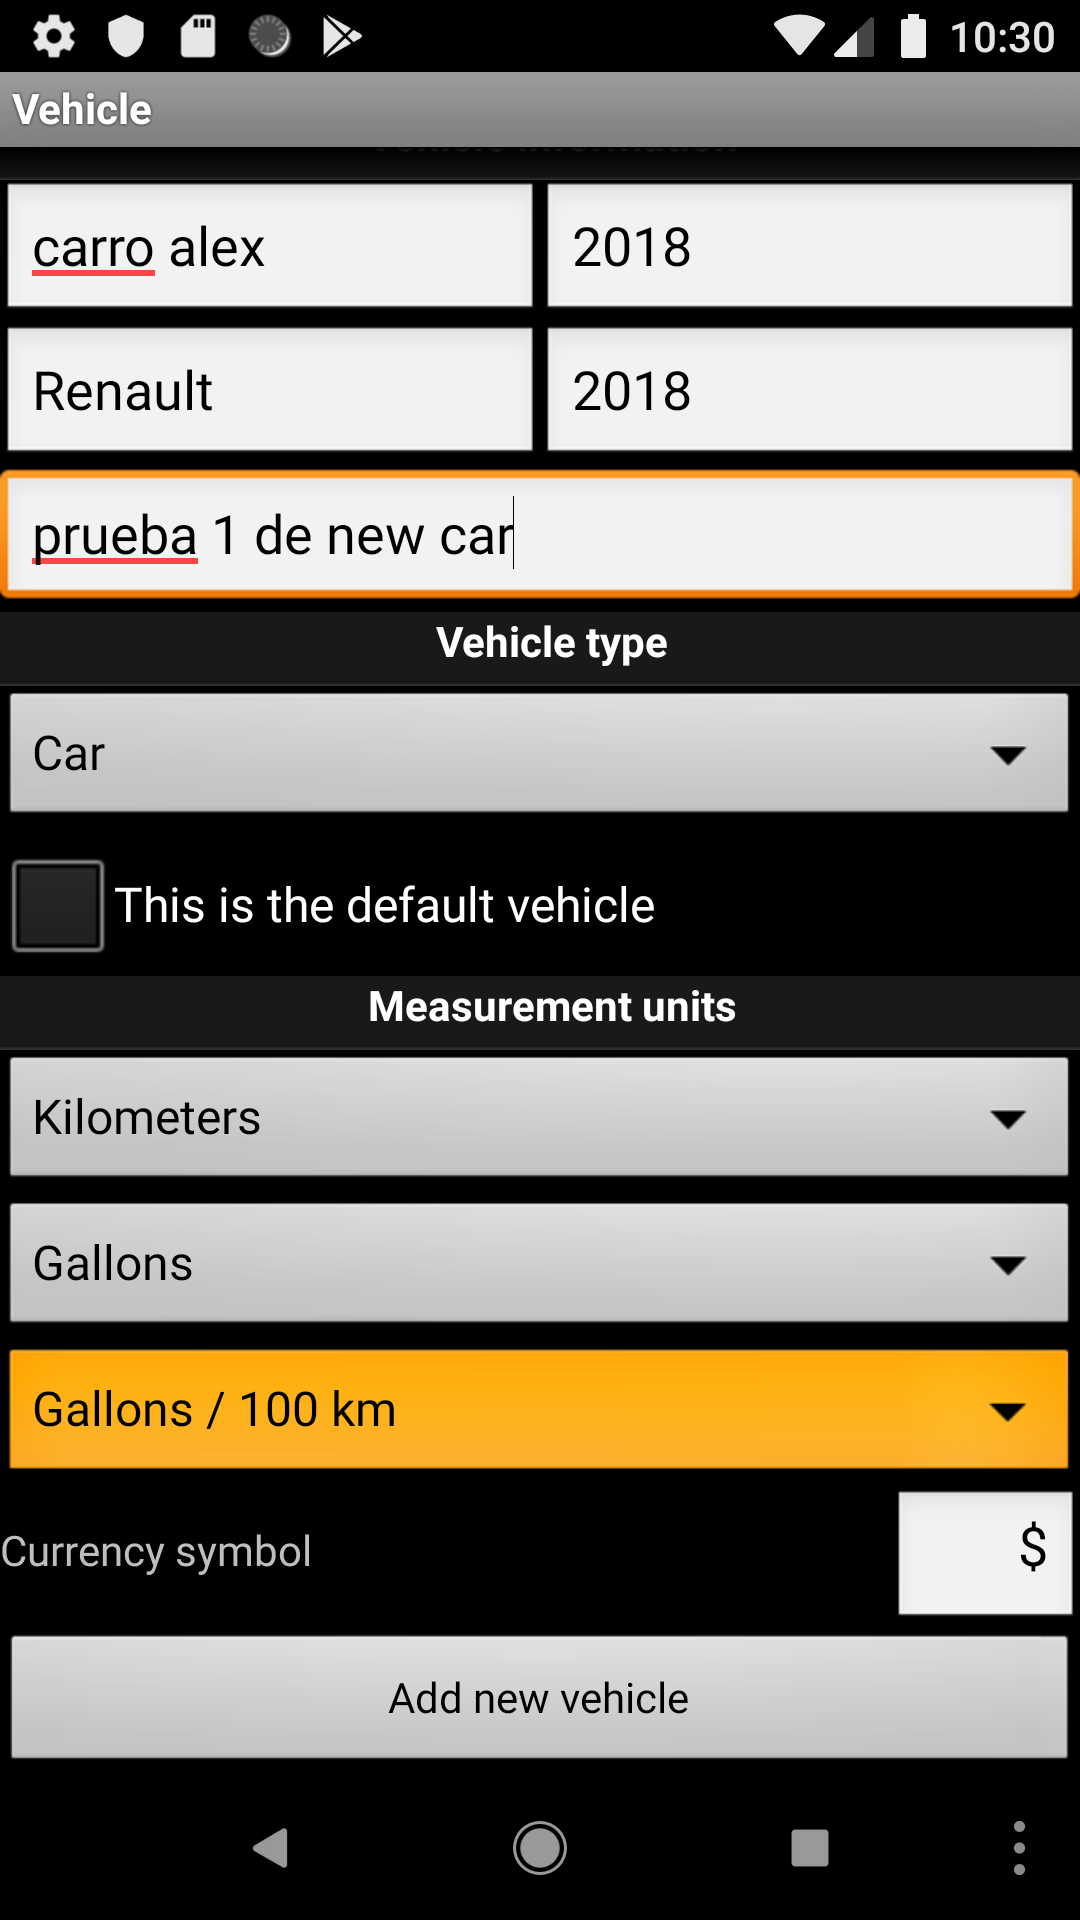 10:30
Vehicle
carro alex
2018
Renault
2018
prueba 1 de new car
Vehicle type
Car
This is the default vehicle
Measurement units
Kilometers
Gallons
Gallons / 100 km
Currency symbol
$
Add new vehicle